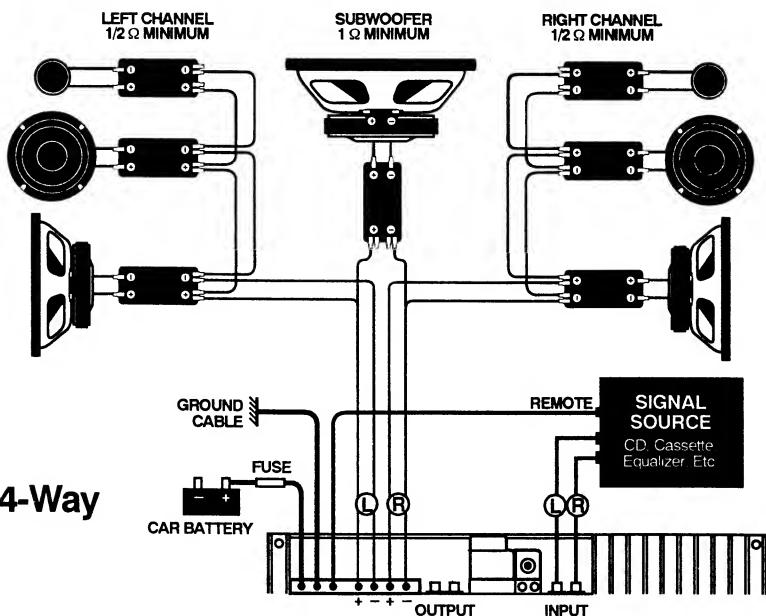 LEFT CHANNEL
1/2 Ω MINIMUM
SUBWOOFER
1 Ω MINIMUM
RIGHT CHANNEL
1/2 Ω MINIMUM
GROUND
CABLE
REMOTE
SIGNAL
SOURCE
CD, Cassette
Equalizer, Etc
FUSE
4-Way
- +
CAR BATTERY
L R
L R
+ - + -
OUTPUT
INPUT